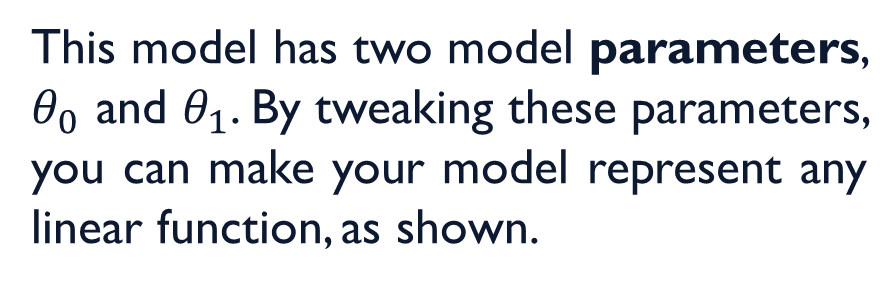 This model has two model parameters,
θ₀ and θ₁. By tweaking these parameters,
you can make your model represent any
linear function, as shown.